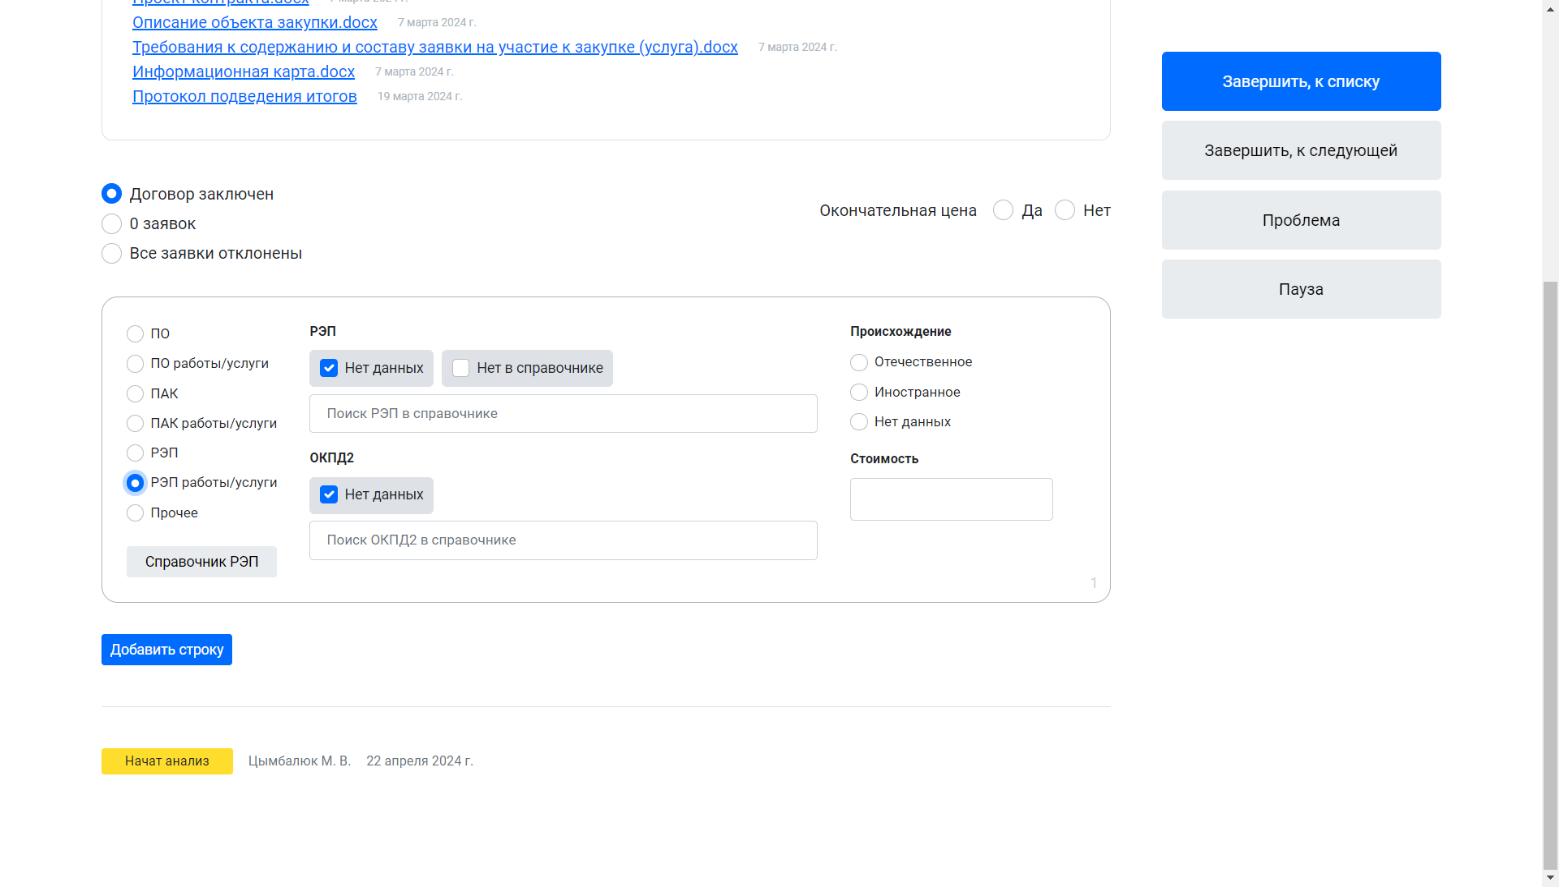 Проект контракта.docx
Описание объекта закупки.docx 7 марта 2024 г.
Требования к содержанию и составу заявки на участие к закупке (услуга).docx 7 марта 2024 г.
Информационная карта.docx 7 марта 2024 г.
Протокол подведения итогов 19 марта 2024 г.
Завершить, к списку
Завершить, к следующей
Проблема
Пауза
Договор заключен
0 заявок
Все заявки отклонены
Окончательная цена Да Нет
ПО
ПО работы/услуги
ПАК
ПАК работы/услуги
РЭП
РЭП работы/услуги
Прочее
Справочник РЭП
РЭП
Нет данных Нет в справочнике
Поиск РЭП в справочнике
ОКПД2
Нет данных
Поиск ОКПД2 в справочнике
Происхождение
Отечественное
Иностранное
Нет данных
Стоимость
1
Добавить строку
Начат анализ Цымбалюк М. В. 22 апреля 2024 г.